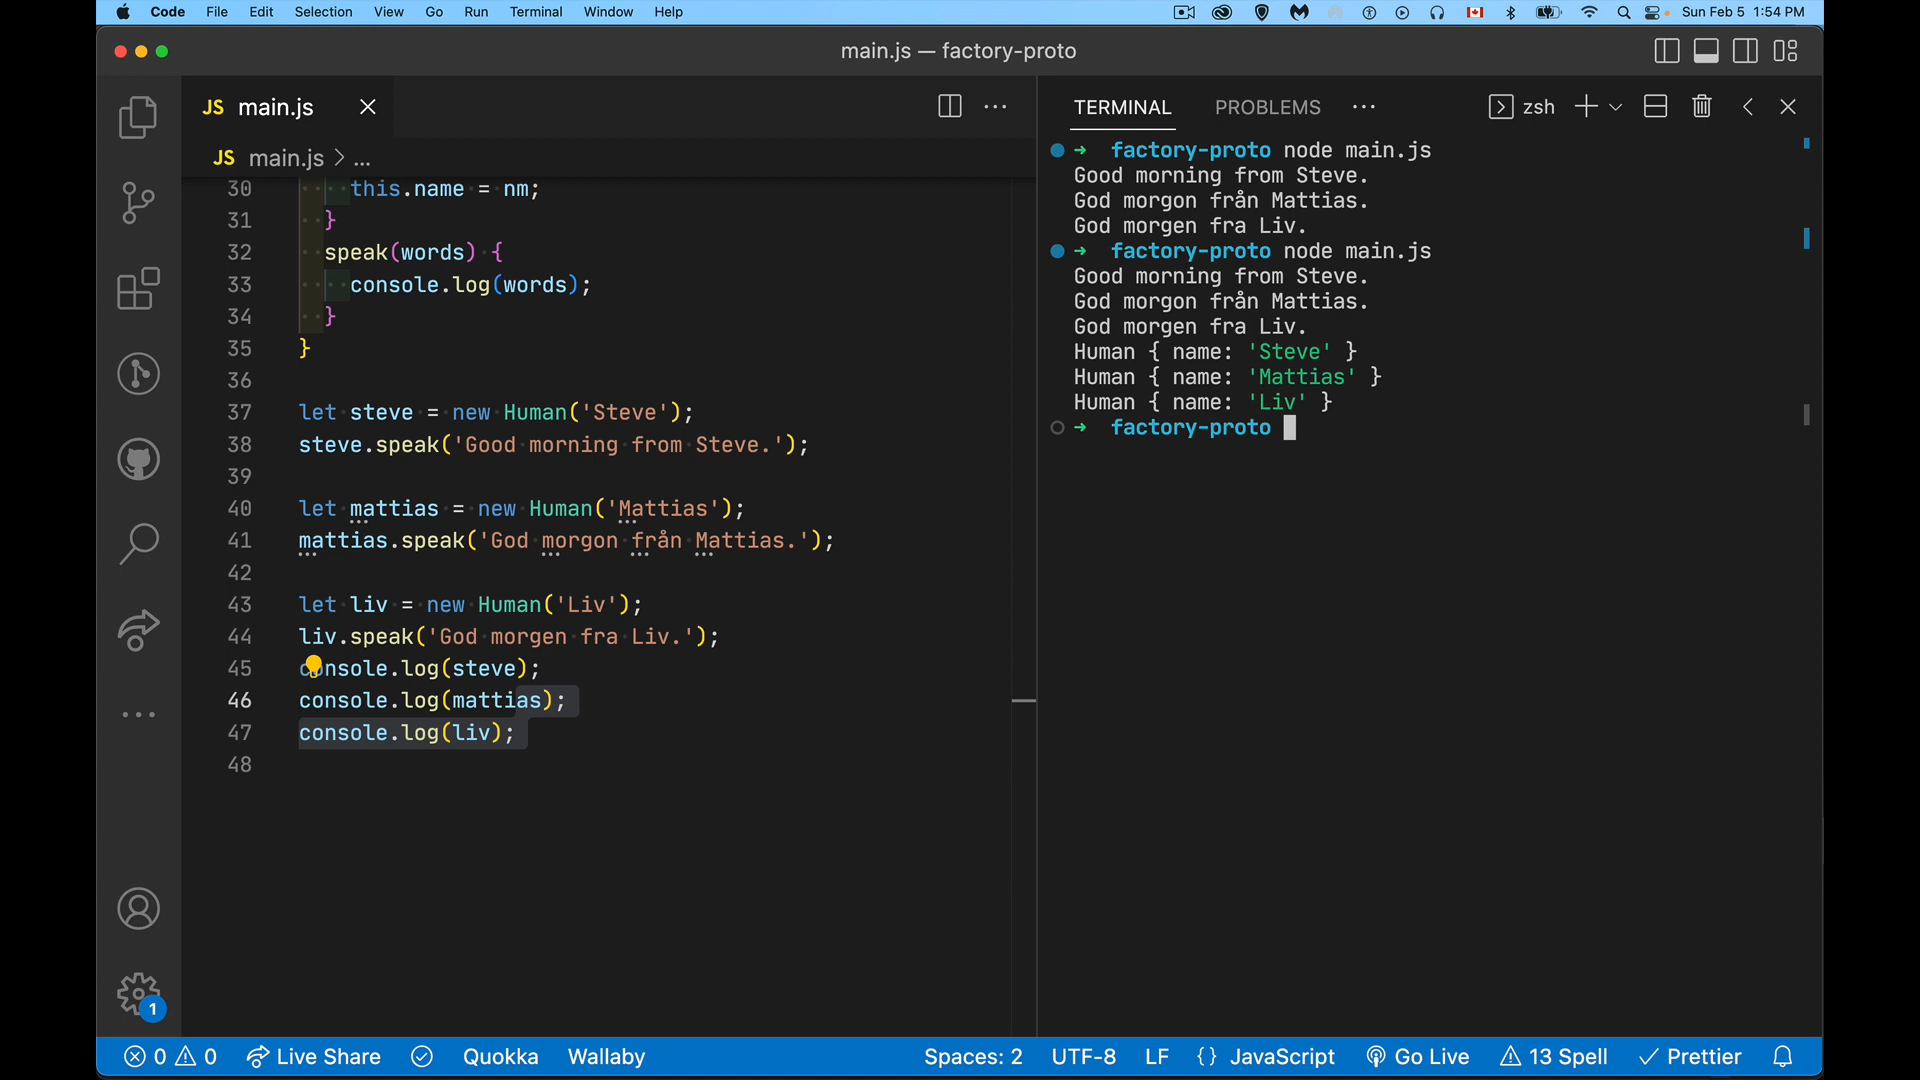 Code File Edit Selection View Go Run Terminal Window Help Sun Feb 5 1:54 PM
main.js — factory-proto
JS main.js
JS main.js > ...
30 this.name = nm;
31 }
32 speak(words) {
33 console.log(words);
34 }
35 }
36
37 let steve = new Human('Steve');
38 steve.speak('Good morning from Steve.');
39
40 let mattias = new Human('Mattias');
41 mattias.speak('God morgon från Mattias.');
42
43 let liv = new Human('Liv');
44 liv.speak('God morgen fra Liv.');
45 console.log(steve);
46 console.log(mattias);
47 console.log(liv);
48
TERMINAL PROBLEMS ... zsh
→ factory-proto node main.js
Good morning from Steve.
God morgon från Mattias.
God morgen fra Liv.
→ factory-proto node main.js
Good morning from Steve.
God morgon från Mattias.
God morgen fra Liv.
Human { name: 'Steve' }
Human { name: 'Mattias' }
Human { name: 'Liv' }
→ factory-proto
1
0 0 Live Share Quokka Wallaby Spaces: 2 UTF-8 LF {} JavaScript Go Live 13 Spell Prettier